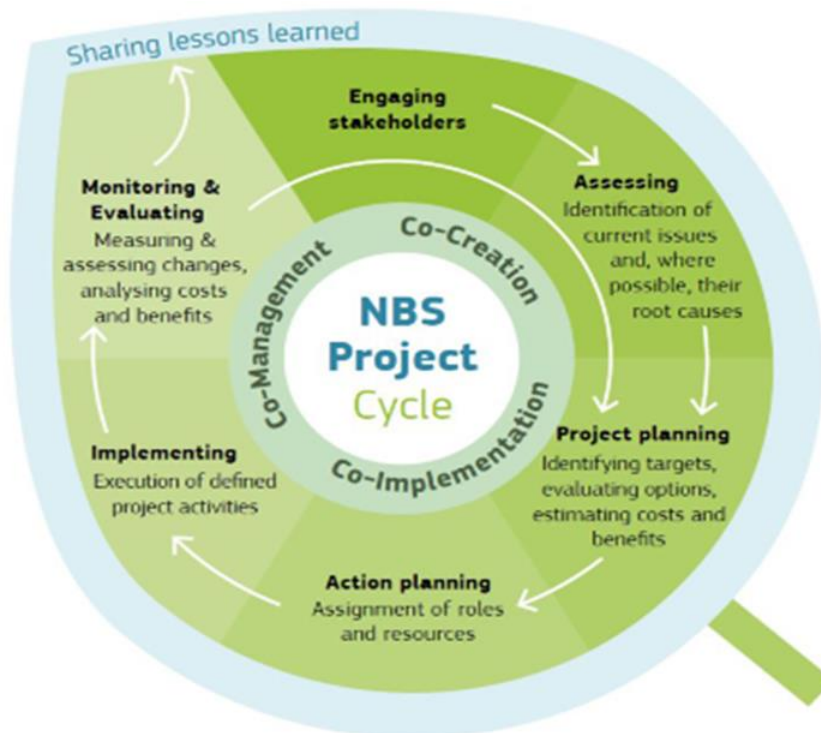 Sharing lessons learned
Engaging
stakeholders
Assessing
Identification of
current issues
and, where
possible, their
root causes
Project planning
Identifying targets,
evaluating options,
estimating costs and
benefits
Action planning
Assignment of roles
and resources
Implementing
Execution of defined
project activities
Monitoring &
Evaluating
Measuring &
assessing changes,
analysing costs
and benefits
Co-Creation
Co-Implementation
Co-Management
NBS
Project
Cycle